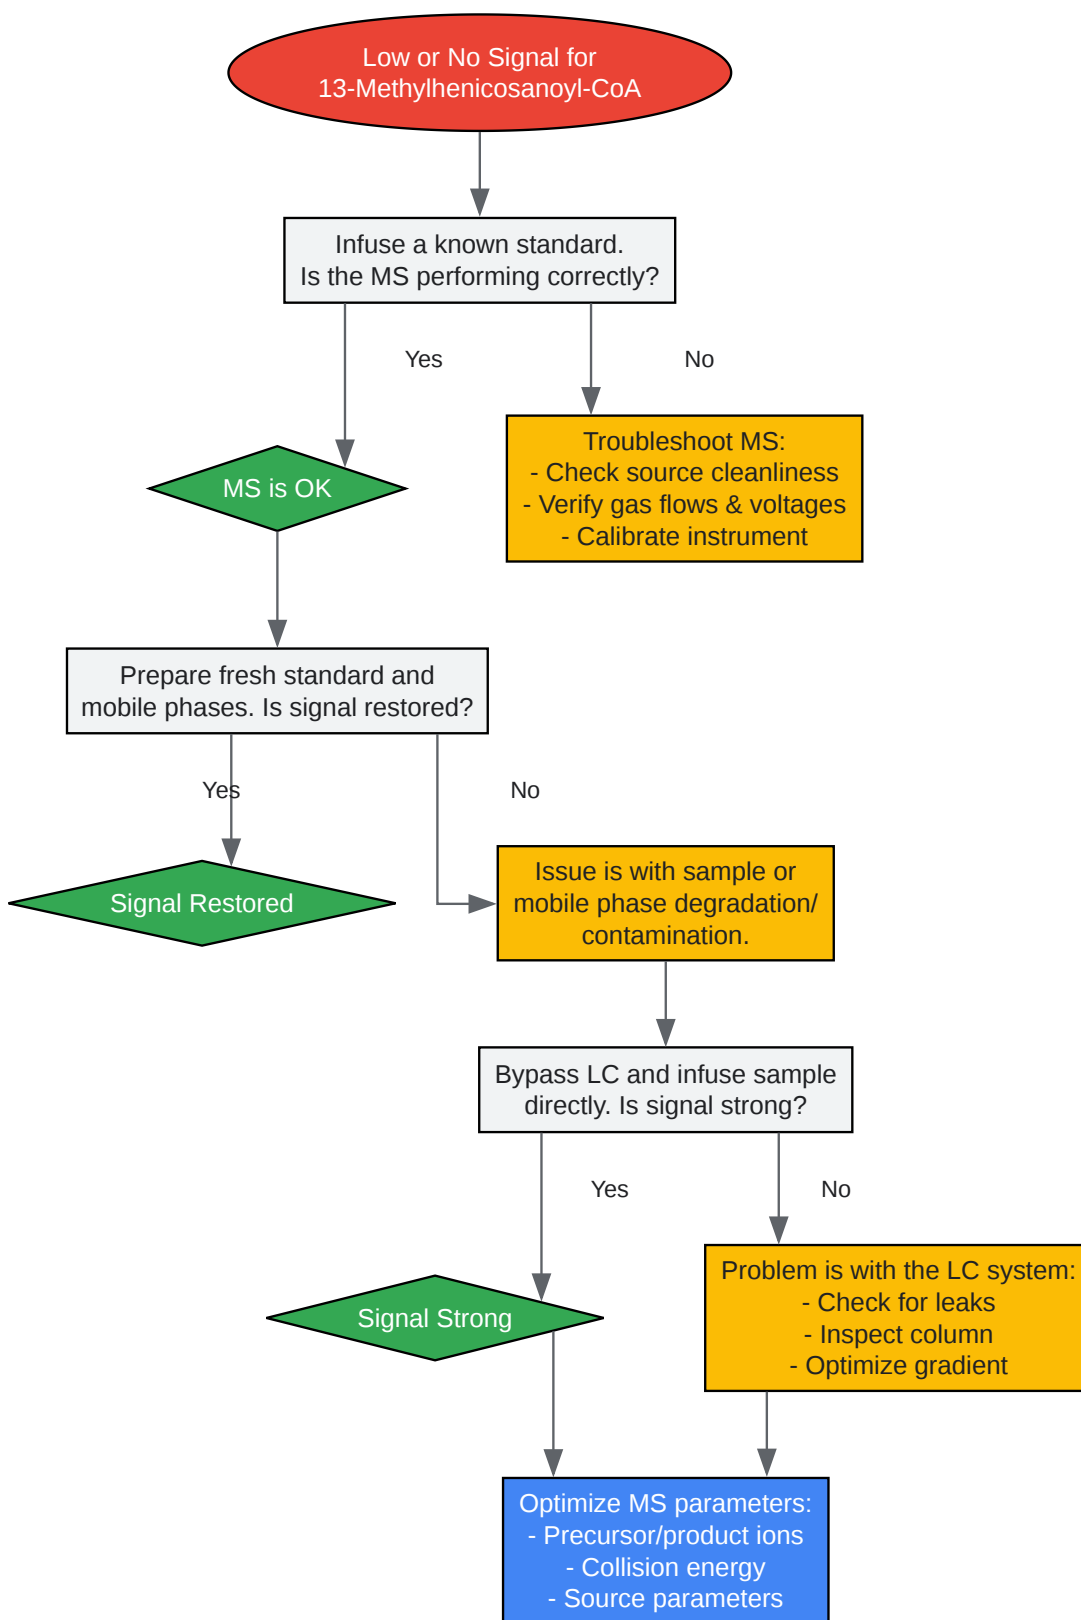 Low or No Signal for
13-Methylhenicosanoyl-CoA
Infuse a known standard.
Is the MS performing correctly?
Yes
No
Troubleshoot MS:
- Check source cleanliness
- Verify gas flows & voltages
- Calibrate instrument
MS is OK
Prepare fresh standard and
mobile phases. Is signal restored?
Yes
No
Signal Restored
Issue is with sample or
mobile phase degradation/
contamination.
Bypass LC and infuse sample
directly. Is signal strong?
Yes
No
Signal Strong
Problem is with the LC system:
- Check for leaks
- Inspect column
- Optimize gradient
Optimize MS parameters:
- Precursor/product ions
- Collision energy
- Source parameters